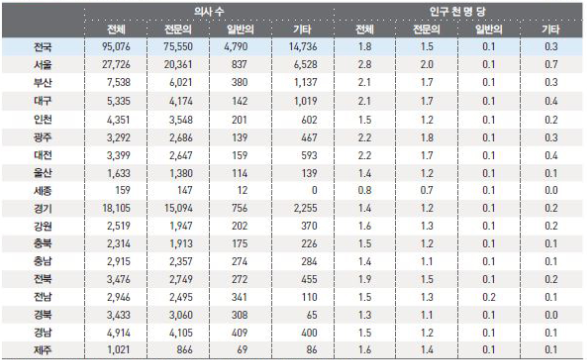 의사 수 인구 천 명 당
전체 전문의 일반의 기타 전체 전문의 일반의 기타
전국 95,076 75,550 4,790 14,736 1.8 1.5 0.1 0.3
서울 27,726 20,361 837 6,528 2.8 2.0 0.1 0.7
부산 7,538 6,021 380 1,137 2.1 1.7 0.1 0.3
대구 5,335 4,174 142 1,019 2.1 1.7 0.1 0.4
인천 4,351 3,548 201 602 1.5 1.2 0.1 0.2
광주 3,292 2,686 139 467 2.2 1.8 0.1 0.3
대전 3,399 2,647 159 593 2.2 1.7 0.1 0.4
울산 1,633 1,380 114 139 1.4 1.2 0.1 0.1
세종 159 147 12 0 0.8 0.7 0.1 0.0
경기 18,105 15,094 756 2,255 1.4 1.2 0.1 0.2
강원 2,519 1,947 202 370 1.6 1.3 0.1 0.2
충북 2,314 1,913 175 226 1.5 1.2 0.1 0.1
충남 2,915 2,357 274 284 1.4 1.1 0.1 0.1
전북 3,476 2,749 272 455 1.9 1.5 0.1 0.2
전남 2,946 2,495 341 110 1.5 1.3 0.2 0.1
경북 3,433 3,060 308 65 1.3 1.1 0.1 0.0
경남 4,914 4,105 409 400 1.5 1.2 0.1 0.1
제주 1,021 866 69 86 1.6 1.4 0.1 0.1